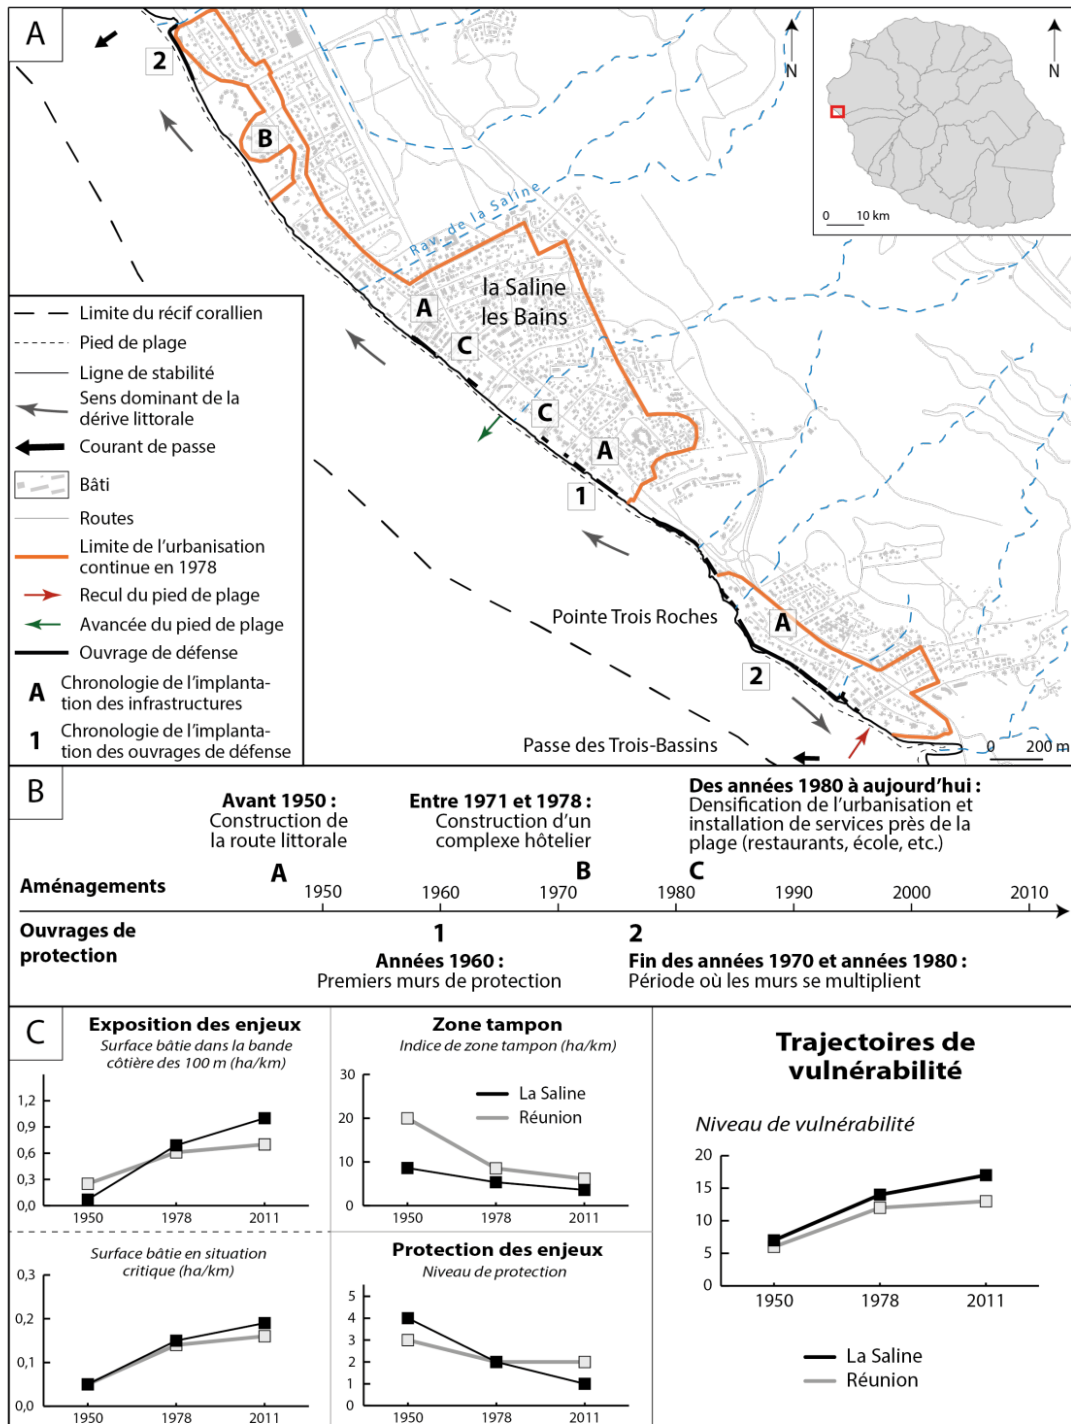 A
2
B
N
N
0 10 km
Rav. de la Saline
la Saline
les Bains
A
C
C
A
1
Pointe Trois Roches
A
2
Passe des Trois-Bassins
0 200 m
Limite du récif corallien
Pied de plage
Ligne de stabilité
Sens dominant de la
dérive littorale
Courant de passe
Bâti
Routes
Limite de l'urbanisation
continue en 1978
Recul du pied de plage
Avancée du pied de plage
Ouvrage de défense
A Chronologie de l'implanta-
tion des infrastructures
1 Chronologie de l'implanta-
tion des ouvrages de défense
B
Avant 1950 :
Construction de
la route littorale
Entre 1971 et 1978 :
Construction d'un
complexe hôtelier
Des années 1980 à aujourd'hui :
Densification de l'urbanisation et
installation de services près de la
plage (restaurants, école, etc.)
Aménagements
A B C
1950 1960 1970 1980 1990 2000 2010
Ouvrages de
protection
1 2
Années 1960 :
Premiers murs de protection
Fin des années 1970 et années 1980 :
Période où les murs se multiplient
C
Exposition des enjeux
Surface bâtie dans la bande
côtière des 100 m (ha/km)
1,2
0,9
0,6
0,3
0,0
1950 1978 2011
Zone tampon
Indice de zone tampon (ha/km)
30
20
10
0
La Saline
Réunion
1950 1978 2011
Surface bâtie en situation
critique (ha/km)
0,3
0,2
0,1
0,0
1950 1978 2011
Protection des enjeux
Niveau de protection
5
4
3
2
1
0
1950 1978 2011
Trajectoires de
vulnérabilité
Niveau de vulnérabilité
20
15
10
5
0
1950 1978 2011
La Saline
Réunion